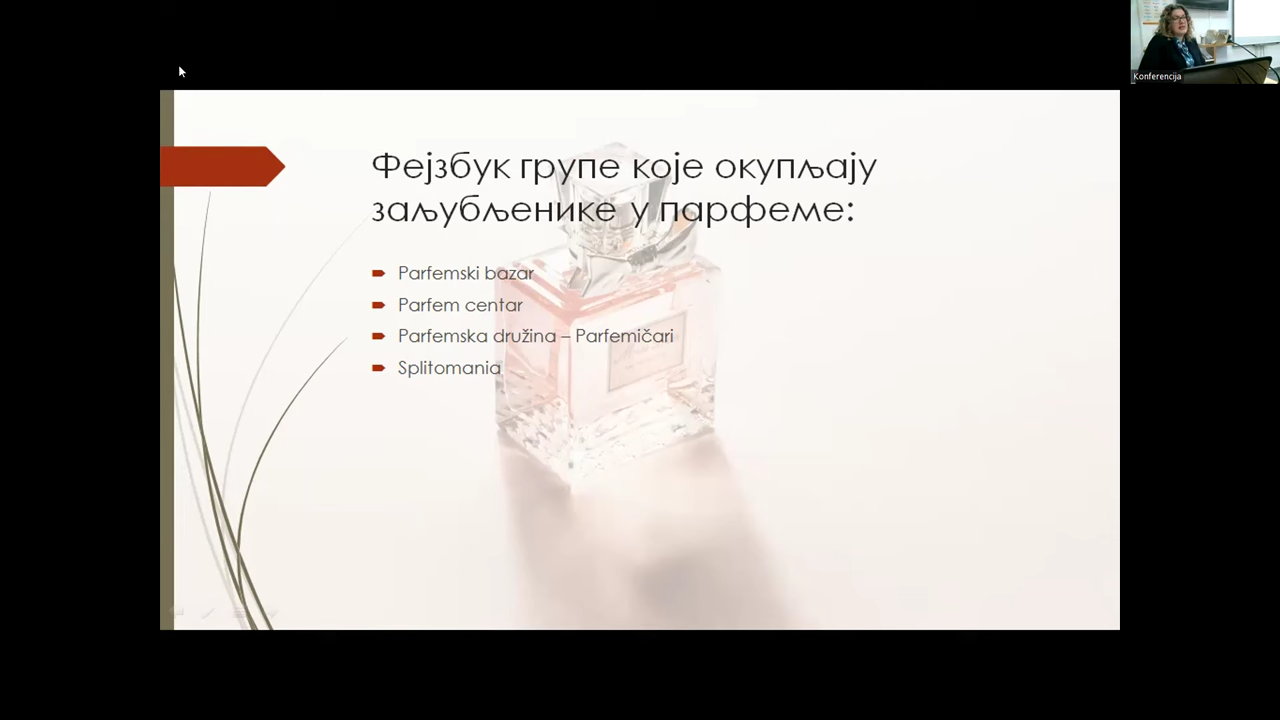 Konferencija
Фејзбук групе које окупљају
заљубљенике у парфеме:
Parfemski bazar
Parfem centar
Parfemska družina – Parfemičari
Splitomania